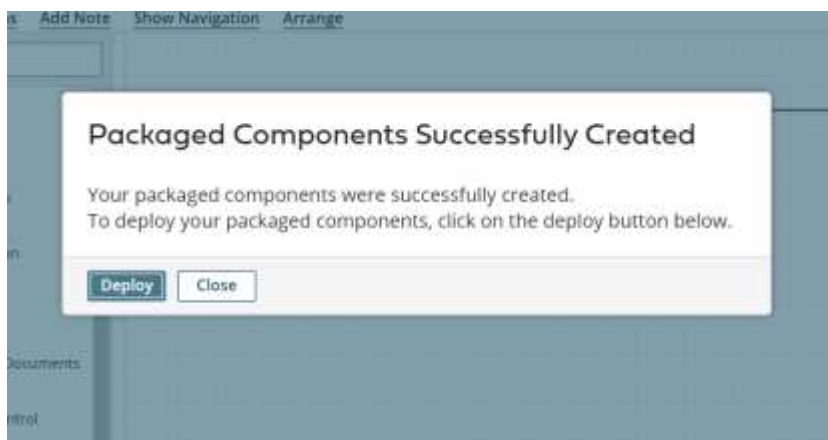 Add Note Show Navigation Arrange
Packaged Components Successfully Created
Your packaged components were successfully created.
To deploy your packaged components, click on the deploy button below.
Deploy Close
Documents